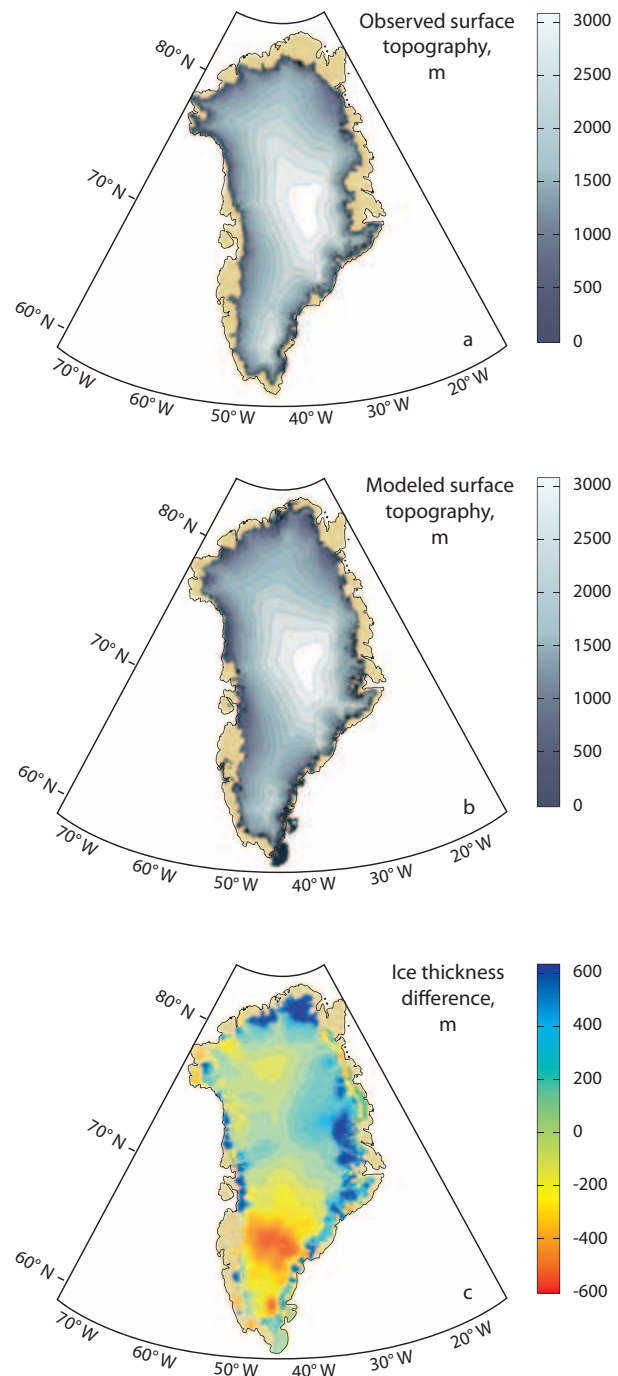 Observed surface
topography,
m
3000
2500
2000
1500
1000
500
0
80° N
70° N
60° N
70° W
60° W
50° W
40° W
30° W
20° W
a
Modeled surface
topography,
m
3000
2500
2000
1500
1000
500
0
80° N
70° N
60° N
70° W
60° W
50° W
40° W
30° W
20° W
b
Ice thickness
difference,
m
600
400
200
0
-200
-400
-600
80° N
70° N
60° N
70° W
60° W
50° W
40° W
30° W
20° W
c